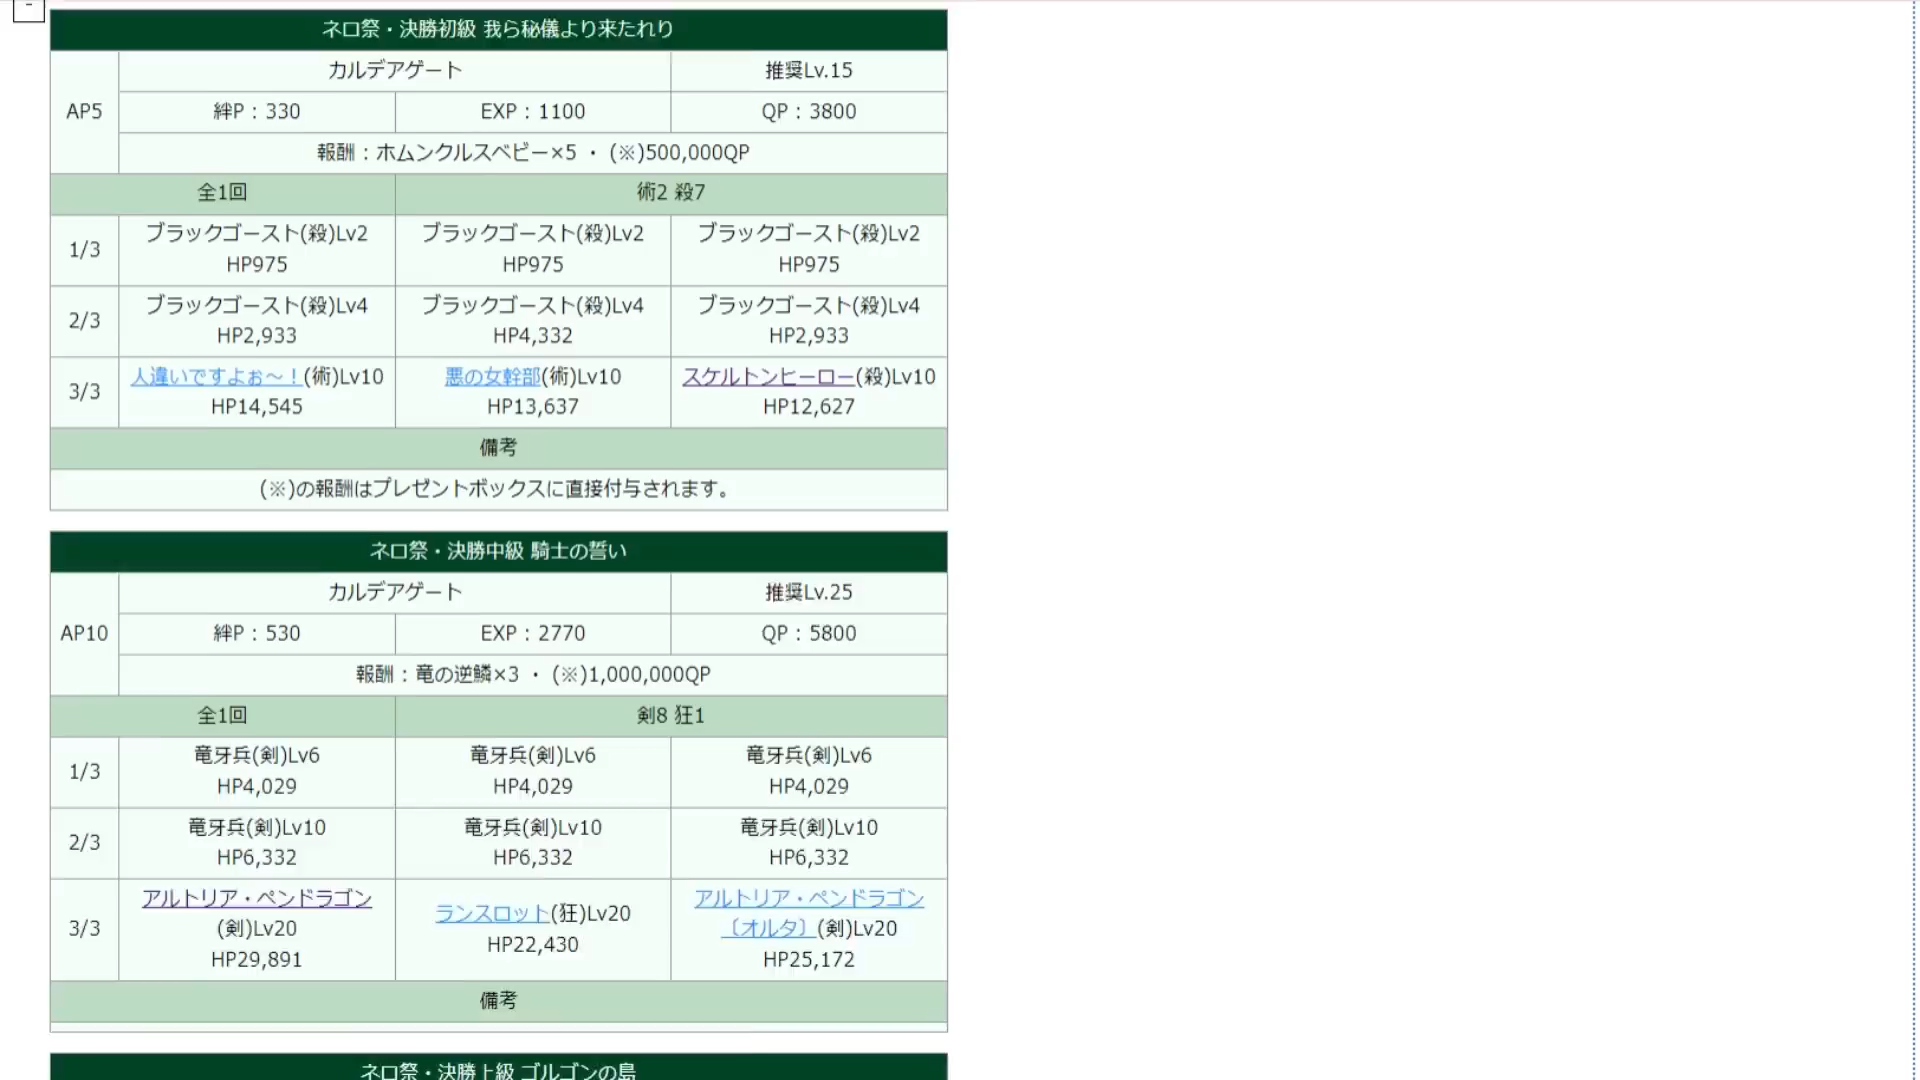 ネロ祭・決勝初級 我ら秘儀より来たれり
カルデアゲート 推奨Lv.15
AP5
絆P：330 EXP：1100 QP：3800
報酬：ホムンクルスベビー×5 ・ (※)500,000QP
全1回 術2 殺7
1/3
ブラックゴースト(殺)Lv2 ブラックゴースト(殺)Lv2 ブラックゴースト(殺)Lv2
HP975 HP975 HP975
2/3
ブラックゴースト(殺)Lv4 ブラックゴースト(殺)Lv4 ブラックゴースト(殺)Lv4
HP2,933 HP4,332 HP2,933
3/3
人違いですよぉ～！(術)Lv10 悪の女幹部(術)Lv10 スケルトンヒーロー(殺)Lv10
HP14,545 HP13,637 HP12,627
備考
(※)の報酬はプレゼントボックスに直接付与されます。
ネロ祭・決勝中級 騎士の誓い
カルデアゲート 推奨Lv.25
AP10
絆P：530 EXP：2770 QP：5800
報酬：竜の逆鱗×3 ・ (※)1,000,000QP
全1回 剣8 狂1
1/3
竜牙兵(剣)Lv6 竜牙兵(剣)Lv6 竜牙兵(剣)Lv6
HP4,029 HP4,029 HP4,029
2/3
竜牙兵(剣)Lv10 竜牙兵(剣)Lv10 竜牙兵(剣)Lv10
HP6,332 HP6,332 HP6,332
3/3
アルトリア・ペンドラゴン
(剣)Lv20
HP29,891
ランスロット(狂)Lv20
HP22,430
アルトリア・ペンドラゴン
〔オルタ〕(剣)Lv20
HP25,172
備考
ネロ祭・決勝上級 ゴルゴンの島